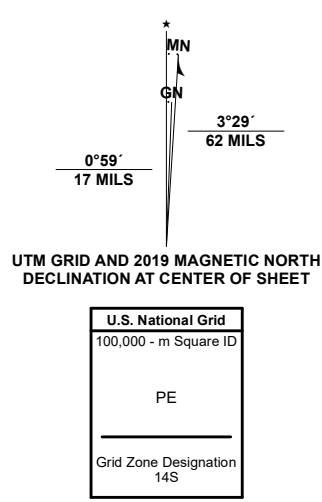 MN
GN
3°29´
62 MILS
0°59´
17 MILS
UTM GRID AND 2019 MAGNETIC NORTH
DECLINATION AT CENTER OF SHEET
U.S. National Grid
100,000 - m Square ID
PE
Grid Zone Designation
14S